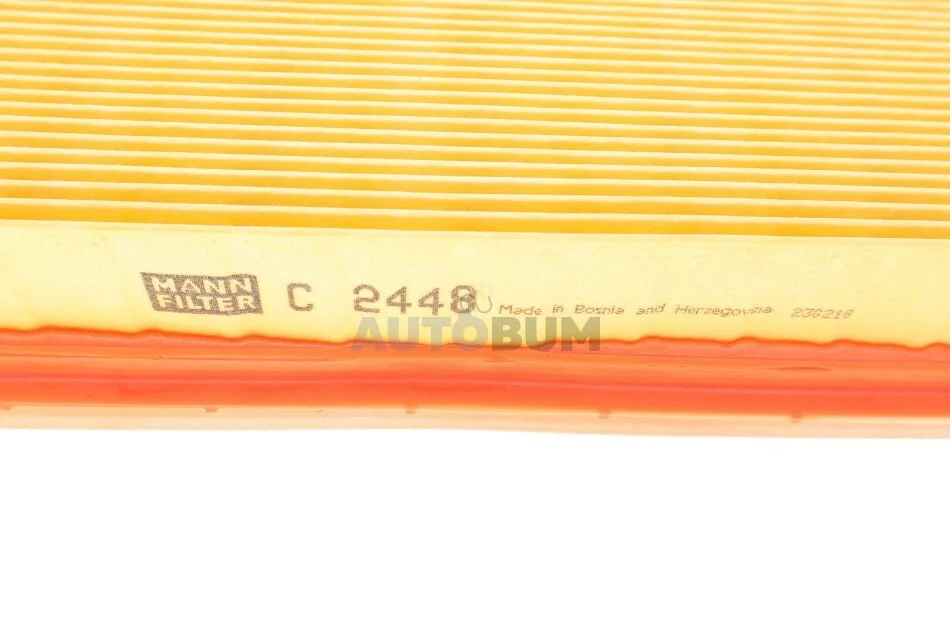 MANN
FILTER
C 2448 Made in Bosnia and Herzegovina
AUTOBUM